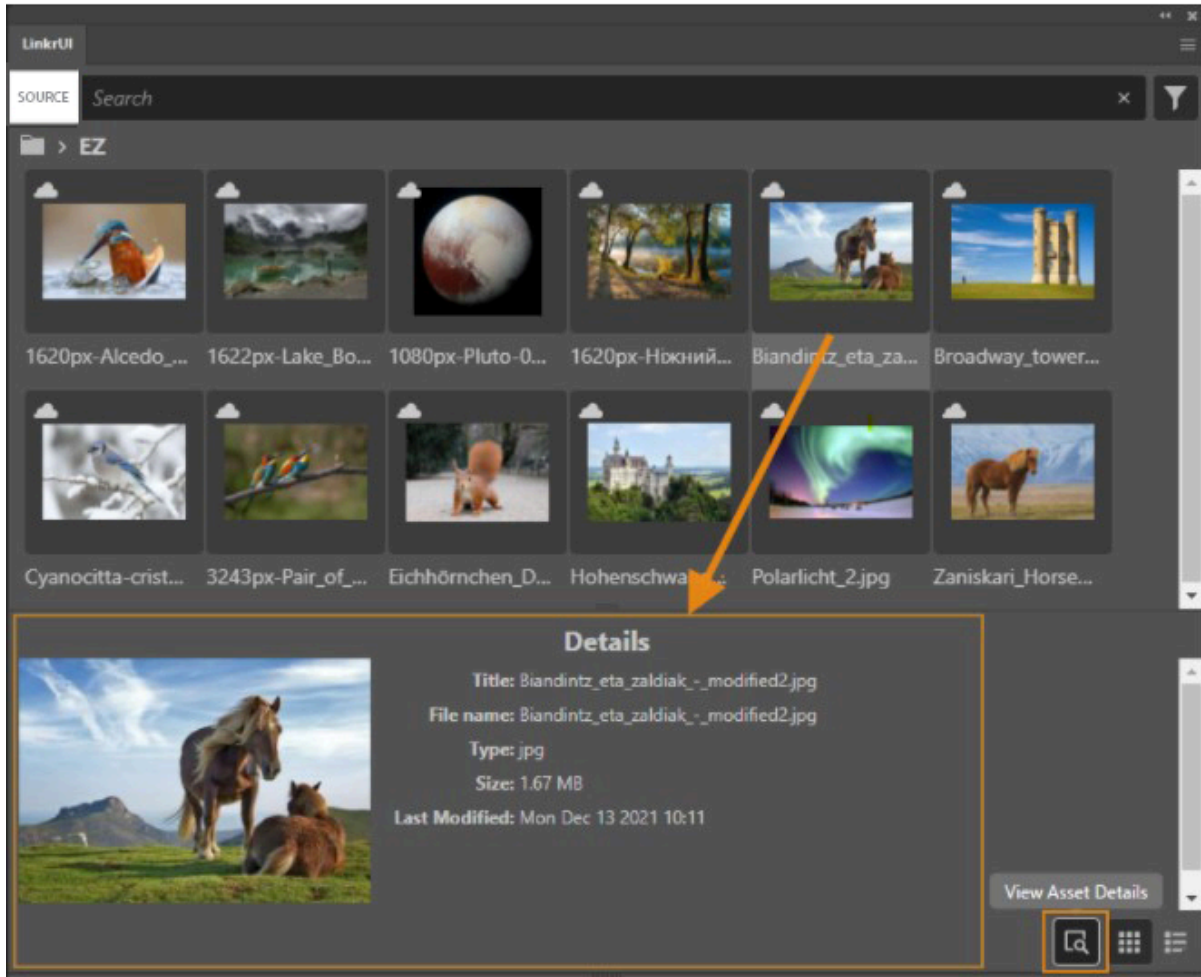 LinkrUI
SOURCE Search
EZ
1620px-Alcedo_... 1622px-Lake_Bo... 1080px-Pluto-0... 1620px-Ніжний... Biandintz_eta_za... Broadway_tower...
Cyanocitta-crist... 3243px-Pair_of_... Eichhörnchen_D... Hohenschwa... Polarlicht_2.jpg Zaniskari_Horse...
Details
Title: Biandintz_eta_zaldiak_-_modified2.jpg
File name: Biandintz_eta_zaldiak_-_modified2.jpg
Type: jpg
Size: 1.67 MB
Last Modified: Mon Dec 13 2021 10:11
View Asset Details